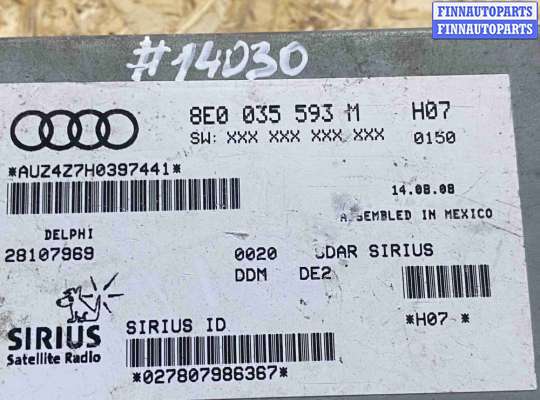 FINNAUTOPARTS
FINNAUTOPARTS
#14030
8E0 035 593 M H07
SW: XXX XXX XXX XXX 0150
*AUZ4Z7H0397441*
14.08.08
ASSEMBLED IN MEXICO
DELPHI
28107969 0020 SDAR SIRIUS
DDM DE2
SIRIUS
Satellite Radio
SIRIUS ID
*H07 *
*027807986367*